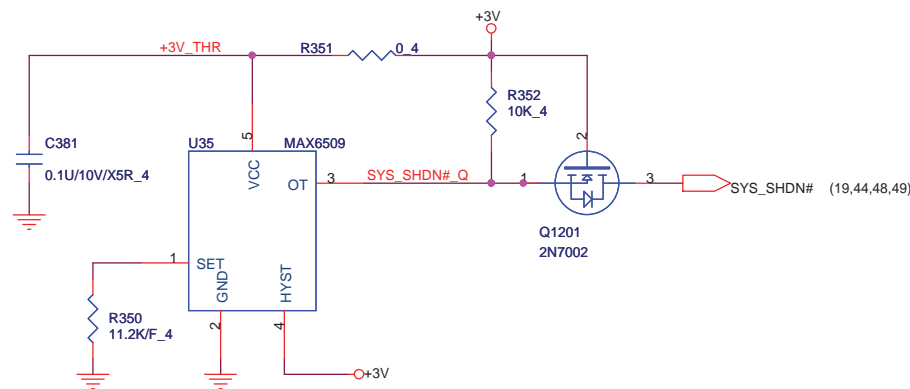 +3V
+3V_THR
R351
0_4
R352
10K_4
C381
0.1U/10V/X5R_4
U35
5
MAX6509
2
VCC
OT
3
SYS_SHDN#_Q
1
3
SYS_SHDN# (19,44,48,49)
Q1201
2N7002
1
SET
GND
HYST
R350
11.2K/F_4
2
4
+3V